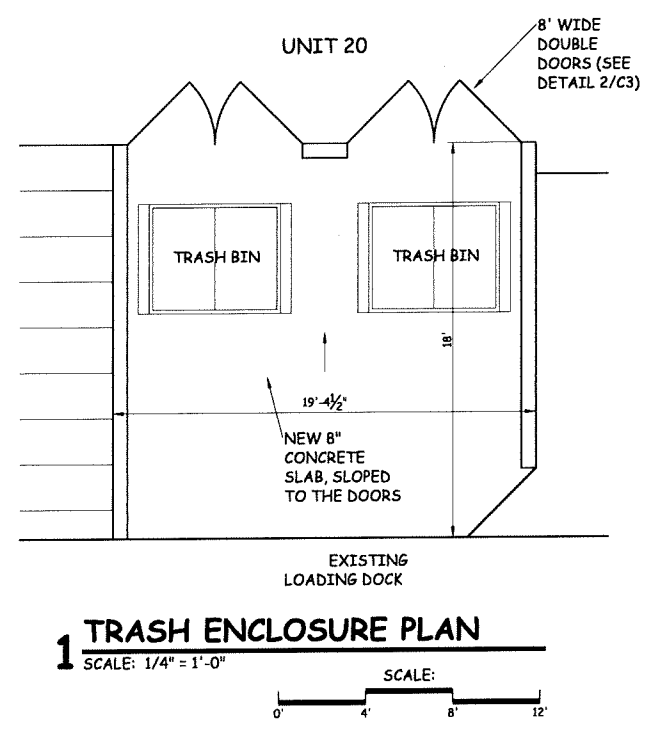 UNIT 20
8' WIDE
DOUBLE
DOORS (SEE
DETAIL 2/C3)
TRASH BIN
TRASH BIN
18'
19'-4½"
NEW 8"
CONCRETE
SLAB, SLOPED
TO THE DOORS
EXISTING
LOADING DOCK
1 TRASH ENCLOSURE PLAN
SCALE: 1/4" = 1'-0"
SCALE:
0' 4' 8' 12'